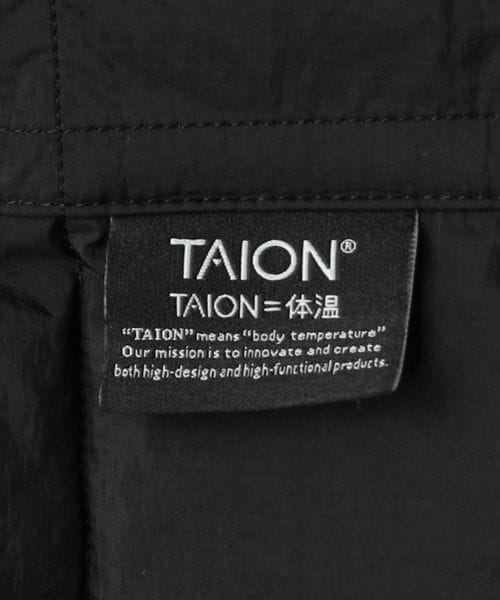 TAION®
TAION=体温
"TAION" means "body temperature"
Our mission is to innovate and create
both high-design and high-functional products.